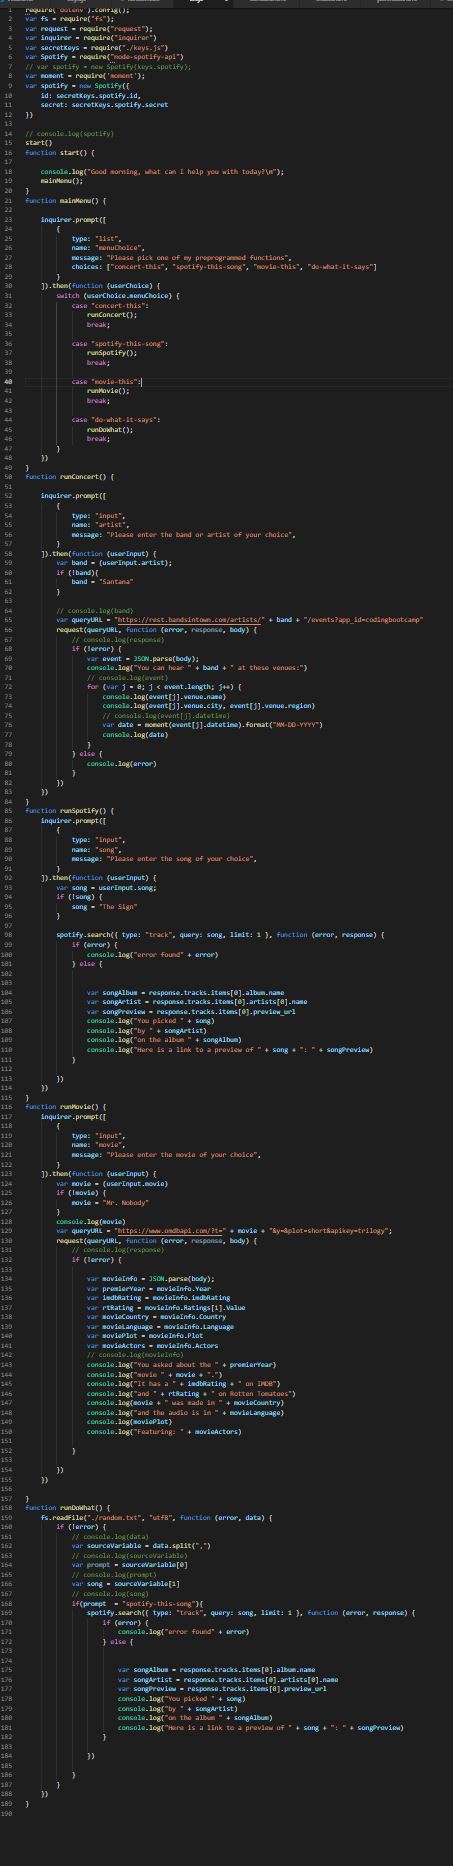 require("dotenv").config();
2 var fs = require("fs");
3 var request = require("request");
4 var inquirer = require("inquirer")
5 var secretKeys = require("./keys.js")
6 var Spotify = require("node-spotify-api")
7 // var spotify = new Spotify(keys.spotify);
8 var moment = require('moment');
9 var spotify = new Spotify({
10 id: secretKeys.spotify.id,
11 secret: secretKeys.spotify.secret
12 })
13
14 // console.log(spotify)
15 start()
16 function start() {
17
18 console.log("Good morning, what can I help you with today?\n");
19 mainMenu();
20 }
21 function mainMenu() {
22
23 inquirer.prompt([
24 {
25 type: "list",
26 name: "menuChoice",
27 message: "Please pick one of my preprogrammed functions",
28 choices: ["concert-this", "spotify-this-song", "movie-this", "do-what-it-says"]
29 }
30 ]).then(function (userChoice) {
31 switch (userChoice.menuChoice) {
32 case "concert-this":
33 runConcert();
34 break;
35
36 case "spotify-this-song":
37 runSpotify();
38 break;
39
40 case "movie-this":
41 runMovie();
42 break;
43
44 case "do-what-it-says":
45 runDoWhat();
46 break;
47 }
48 })
49 }
50 function runConcert() {
51
52 inquirer.prompt([
53 {
54 type: "input",
55 name: "artist",
56 message: "Please enter the band or artist of your choice",
57 }
58 ]).then(function (userInput) {
59 var band = (userInput.artist);
60 if (!band){
61 band = "Santana"
62 }
63
64 // console.log(band)
65 var queryURL = "https://rest.bandsintown.com/artists/" + band + "/events?app_id=codingbootcamp"
66 request(queryURL, function (error, response, body) {
67 // console.log(response)
68 if (!error) {
69 var event = JSON.parse(body);
70 console.log("You can hear " + band + " at these venues:")
71 // console.log(event)
72 for (var j = 0; j < event.length; j++) {
73 console.log(event[j].venue.name)
74 console.log(event[j].venue.city, event[j].venue.region)
75 // console.log(event[j].datetime)
76 var date = moment(event[j].datetime).format("MM-DD-YYYY")
77 console.log(date)
78 }
79 } else {
80 console.log(error)
81 }
82 })
83 })
84 }
85 function runSpotify() {
86 inquirer.prompt([
87 {
88 type: "input",
89 name: "song",
90 message: "Please enter the song of your choice",
91 }
92 ]).then(function (userInput) {
93 var song = userInput.song;
94 if (!song) {
95 song = "The Sign"
96 }
97
98 spotify.search({ type: "track", query: song, limit: 1 }, function (error, response) {
99 if (error) {
100 console.log("error found" + error)
101 } else {
102
103
104 var songAlbum = response.tracks.items[0].album.name
105 var songArtist = response.tracks.items[0].artists[0].name
106 var songPreview = response.tracks.items[0].preview_url
107 console.log("You picked " + song)
108 console.log("by " + songArtist)
109 console.log("on the album " + songAlbum)
110 console.log("Here is a link to a preview of " + song + ": " + songPreview)
111 }
112
113 })
114 })
115 }
116 function runMovie() {
117 inquirer.prompt([
118 {
119 type: "input",
120 name: "movie",
121 message: "Please enter the movie of your choice",
122 }
123 ]).then(function (userInput) {
124 var movie = (userInput.movie)
125 if (!movie) {
126 movie = "Mr. Nobody"
127 }
128 console.log(movie)
129 var queryURL = "https://www.omdbapi.com/?t=" + movie + "&y=&plot=short&apikey=trilogy";
130 request(queryURL, function (error, response, body) {
131 // console.log(response)
132 if (!error) {
133
134 var movieInfo = JSON.parse(body);
135 var premierYear = movieInfo.Year
136 var imdbRating = movieInfo.imdbRating
137 var rtRating = movieInfo.Ratings[1].Value
138 var movieCountry = movieInfo.Country
139 var movieLanguage = movieInfo.Language
140 var moviePlot = movieInfo.Plot
141 var movieActors = movieInfo.Actors
142 // console.log(movieInfo)
143 console.log("You asked about the " + premierYear)
144 console.log("movie " + movie + ".")
145 console.log("It has a " + imdbRating + " on IMDB")
146 console.log("and " + rtRating + " on Rotten Tomatoes")
147 console.log(movie + " was made in " + movieCountry)
148 console.log("and the audio is in " + movieLanguage)
149 console.log(moviePlot)
150 console.log("Featuring: " + movieActors)
151
152 }
153
154 })
155 })
156
157 }
158 function runDoWhat() {
159 fs.readFile("./random.txt", "utf8", function (error, data) {
160 if (!error) {
161 // console.log(data)
162 var sourceVariable = data.split(",")
163 // console.log(sourceVariable)
164 var prompt = sourceVariable[0]
165 // console.log(prompt)
166 var song = sourceVariable[1]
167 // console.log(song)
168 if(prompt = "spotify-this-song"){
169 spotify.search({ type: "track", query: song, limit: 1 }, function (error, response) {
170 if (error) {
171 console.log("error found" + error)
172 } else {
173
174
175 var songAlbum = response.tracks.items[0].album.name
176 var songArtist = response.tracks.items[0].artists[0].name
177 var songPreview = response.tracks.items[0].preview_url
178 console.log("You picked " + song)
179 console.log("by " + songArtist)
180 console.log("on the album " + songAlbum)
181 console.log("Here is a link to a preview of " + song + ": " + songPreview)
182 }
183
184 })
185
186 }
187 }
188 })
189 }
190